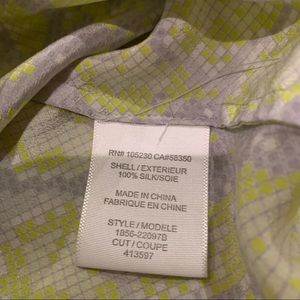 RN# 105230 CA#58350
SHELL / EXTERIEUR
100% SILK/SOIE
MADE IN CHINA
FABRIQUE EN CHINE
STYLE / MODELE
1856-22097B
CUT / COUPE
413597